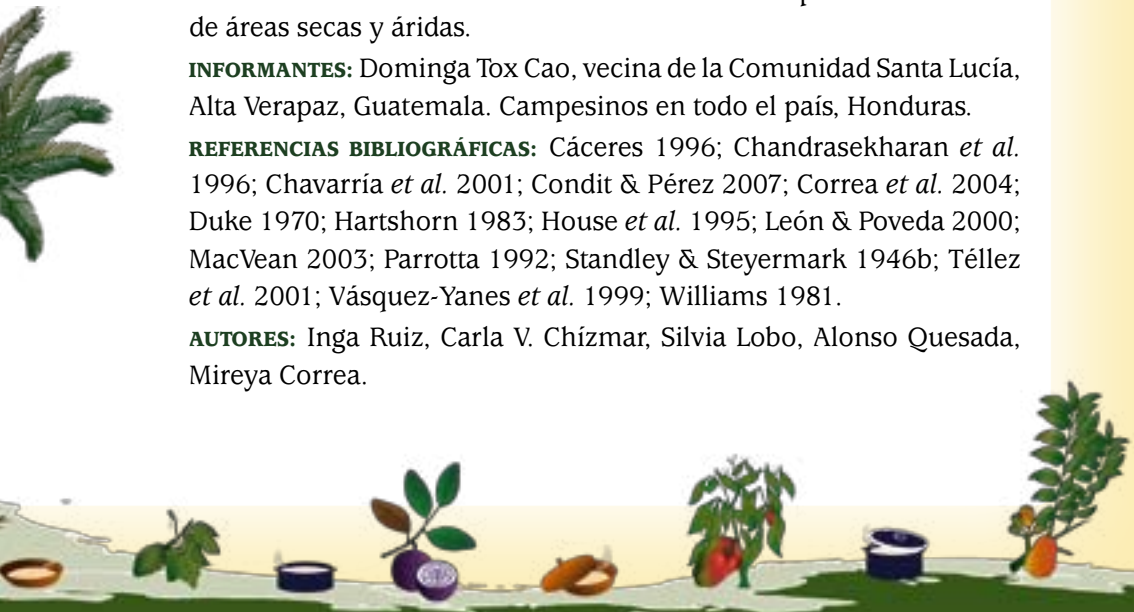 de áreas secas y áridas.
INFORMANTES: Dominga Tox Cao, vecina de la Comunidad Santa Lucía,
Alta Verapaz, Guatemala. Campesinos en todo el país, Honduras.
REFERENCIAS BIBLIOGRÁFICAS: Cáceres 1996; Chandrasekharan et al.
1996; Chavarría et al. 2001; Condit & Pérez 2007; Correa et al. 2004;
Duke 1970; Hartshorn 1983; House et al. 1995; León & Poveda 2000;
MacVean 2003; Parrotta 1992; Standley & Steyermark 1946b; Téllez
et al. 2001; Vásquez-Yanes et al. 1999; Williams 1981.
AUTORES: Inga Ruiz, Carla V. Chízmar, Silvia Lobo, Alonso Quesada,
Mireya Correa.